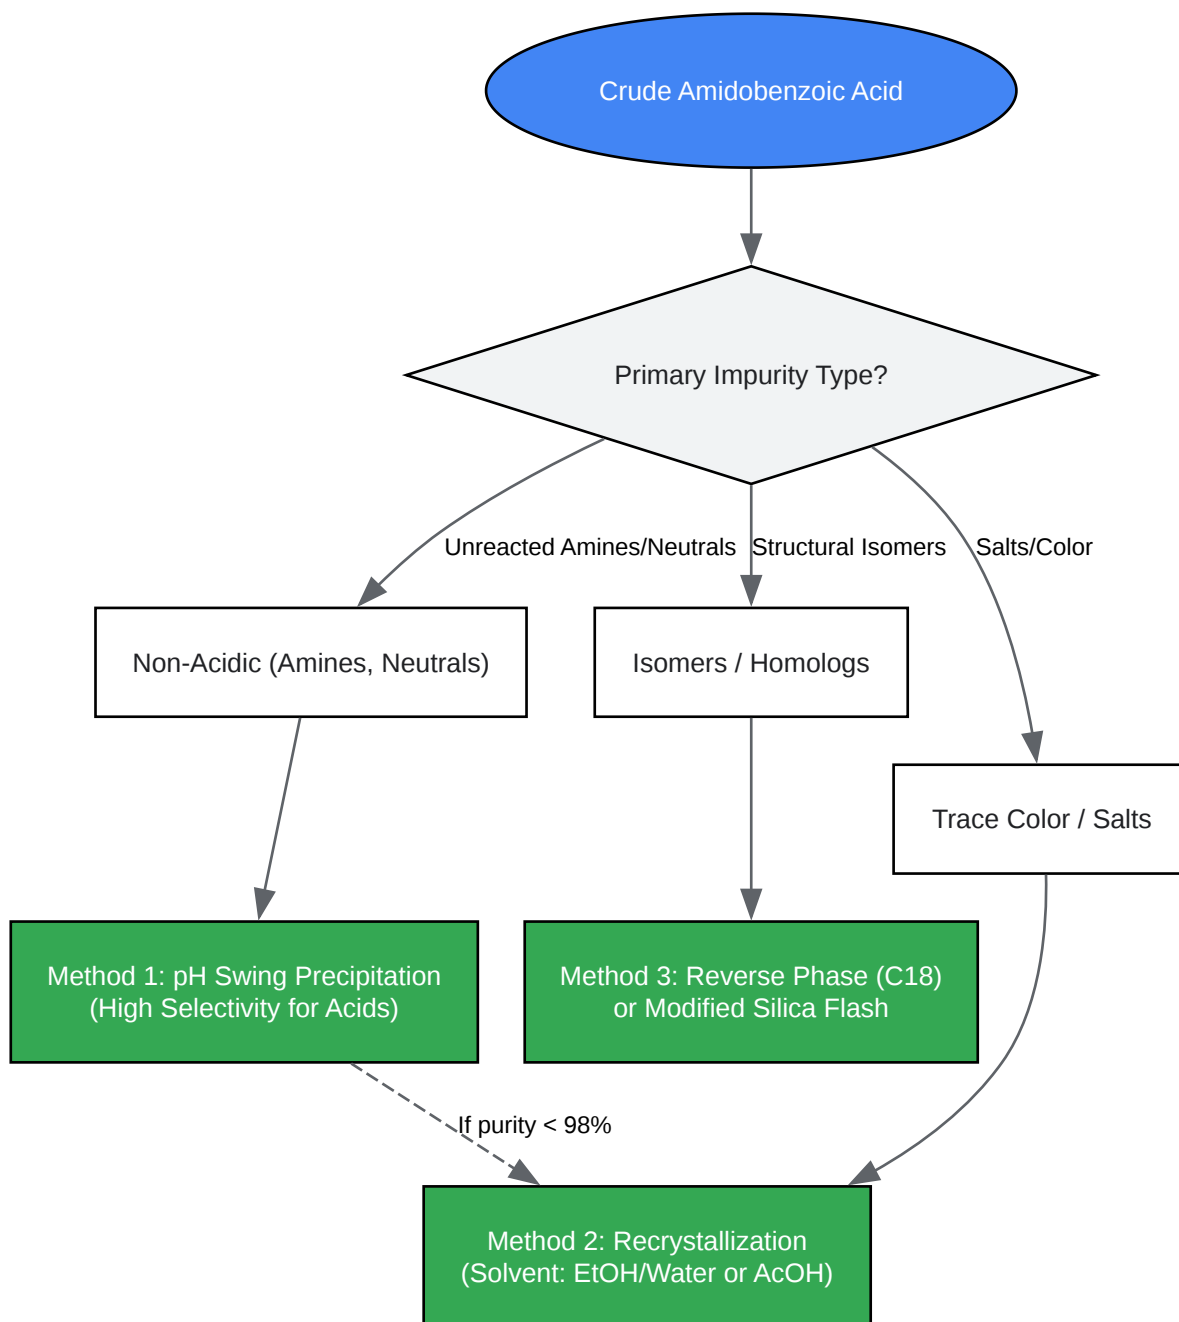 Crude Amidobenzoic Acid
Primary Impurity Type?
Unreacted Amines/Neutrals
Structural Isomers
Salts/Color
Non-Acidic (Amines, Neutrals)
Isomers / Homologs
Trace Color / Salts
Method 1: pH Swing Precipitation
(High Selectivity for Acids)
Method 3: Reverse Phase (C18)
or Modified Silica Flash
If purity < 98%
Method 2: Recrystallization
(Solvent: EtOH/Water or AcOH)